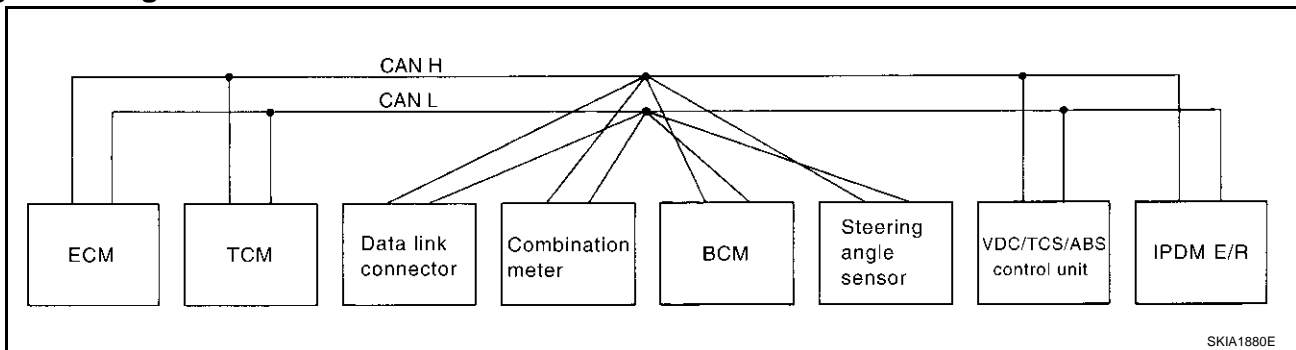 CAN H
CAN L
ECM
TCM
Data link
connector
Combination
meter
BCM
Steering
angle
sensor
VDC/TCS/ABS
control unit
IPDM E/R
SKIA1880E